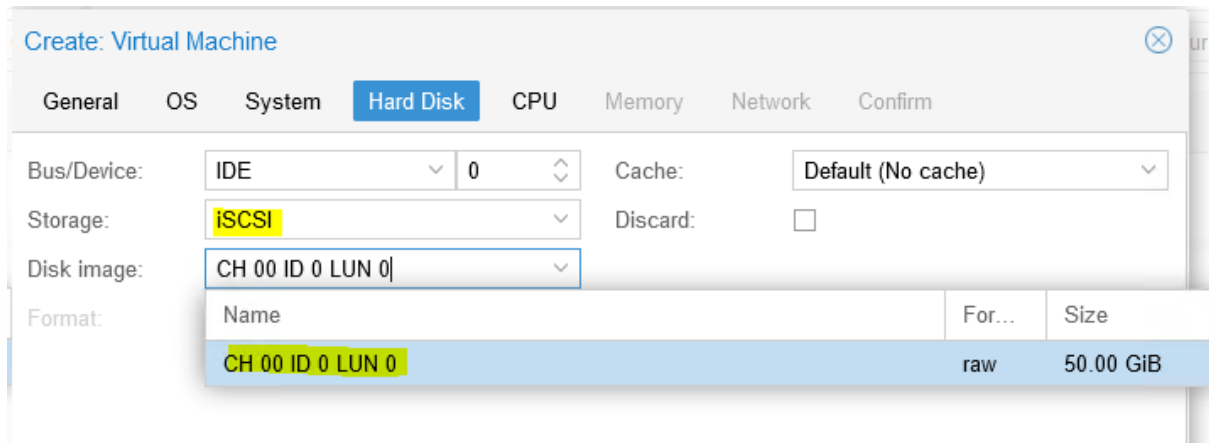 Create: Virtual Machine
ur
General OS System Hard Disk CPU Memory Network Confirm
Bus/Device: IDE 0 Cache: Default (No cache)
Storage: iSCSI Discard:
Disk image: CH 00 ID 0 LUN 0
Format: Name For... Size
CH 00 ID 0 LUN 0 raw 50.00 GiB